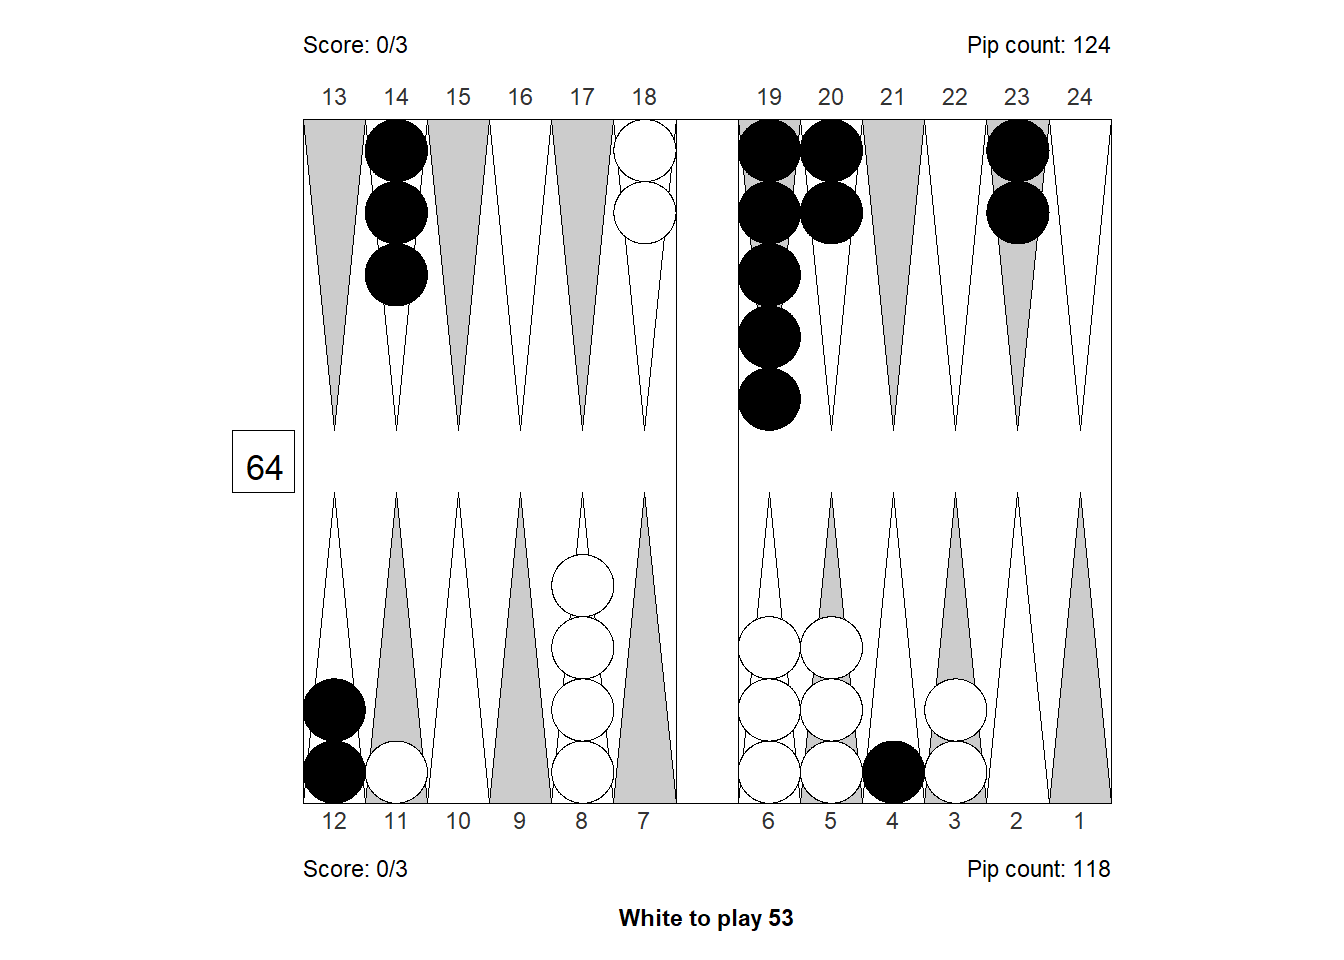 Score: 0/3 Pip count: 124
13 14 15 16 17 18 19 20 21 22 23 24
64
12 11 10 9 8 7 6 5 4 3 2 1
Score: 0/3 Pip count: 118
White to play 53